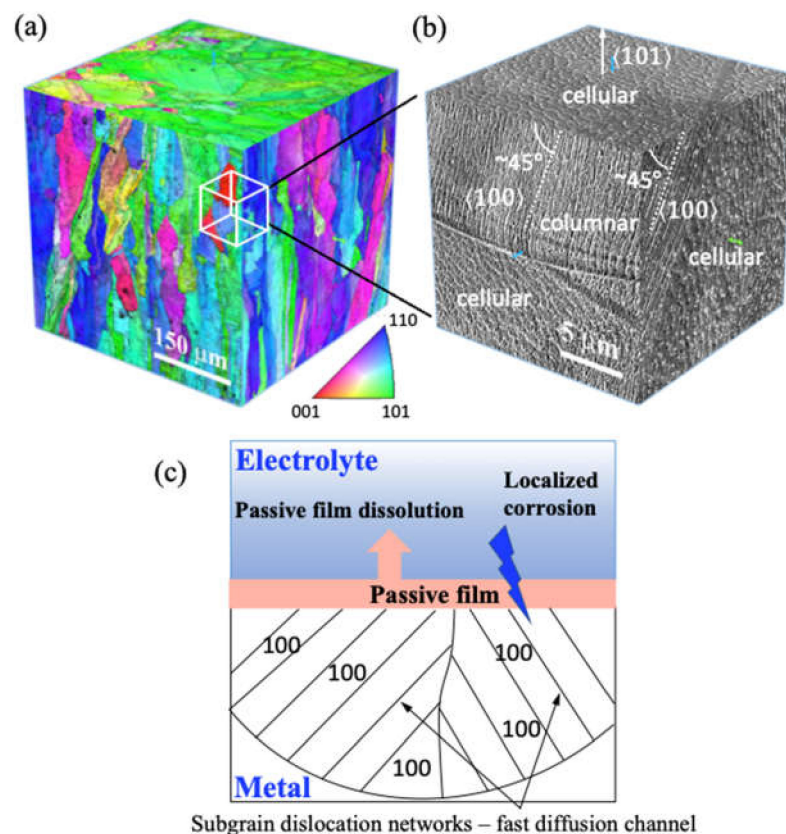 (a)
150 μm
110
001
101
(b)
⟨101⟩
cellular
~45°
~45°
⟨100⟩
columnar
⟨100⟩
cellular
cellular
5 μm
(c)
Electrolyte
Localized
corrosion
Passive film dissolution
Passive film
100
100
100
100
100
100
Metal
Subgrain dislocation networks – fast diffusion channel